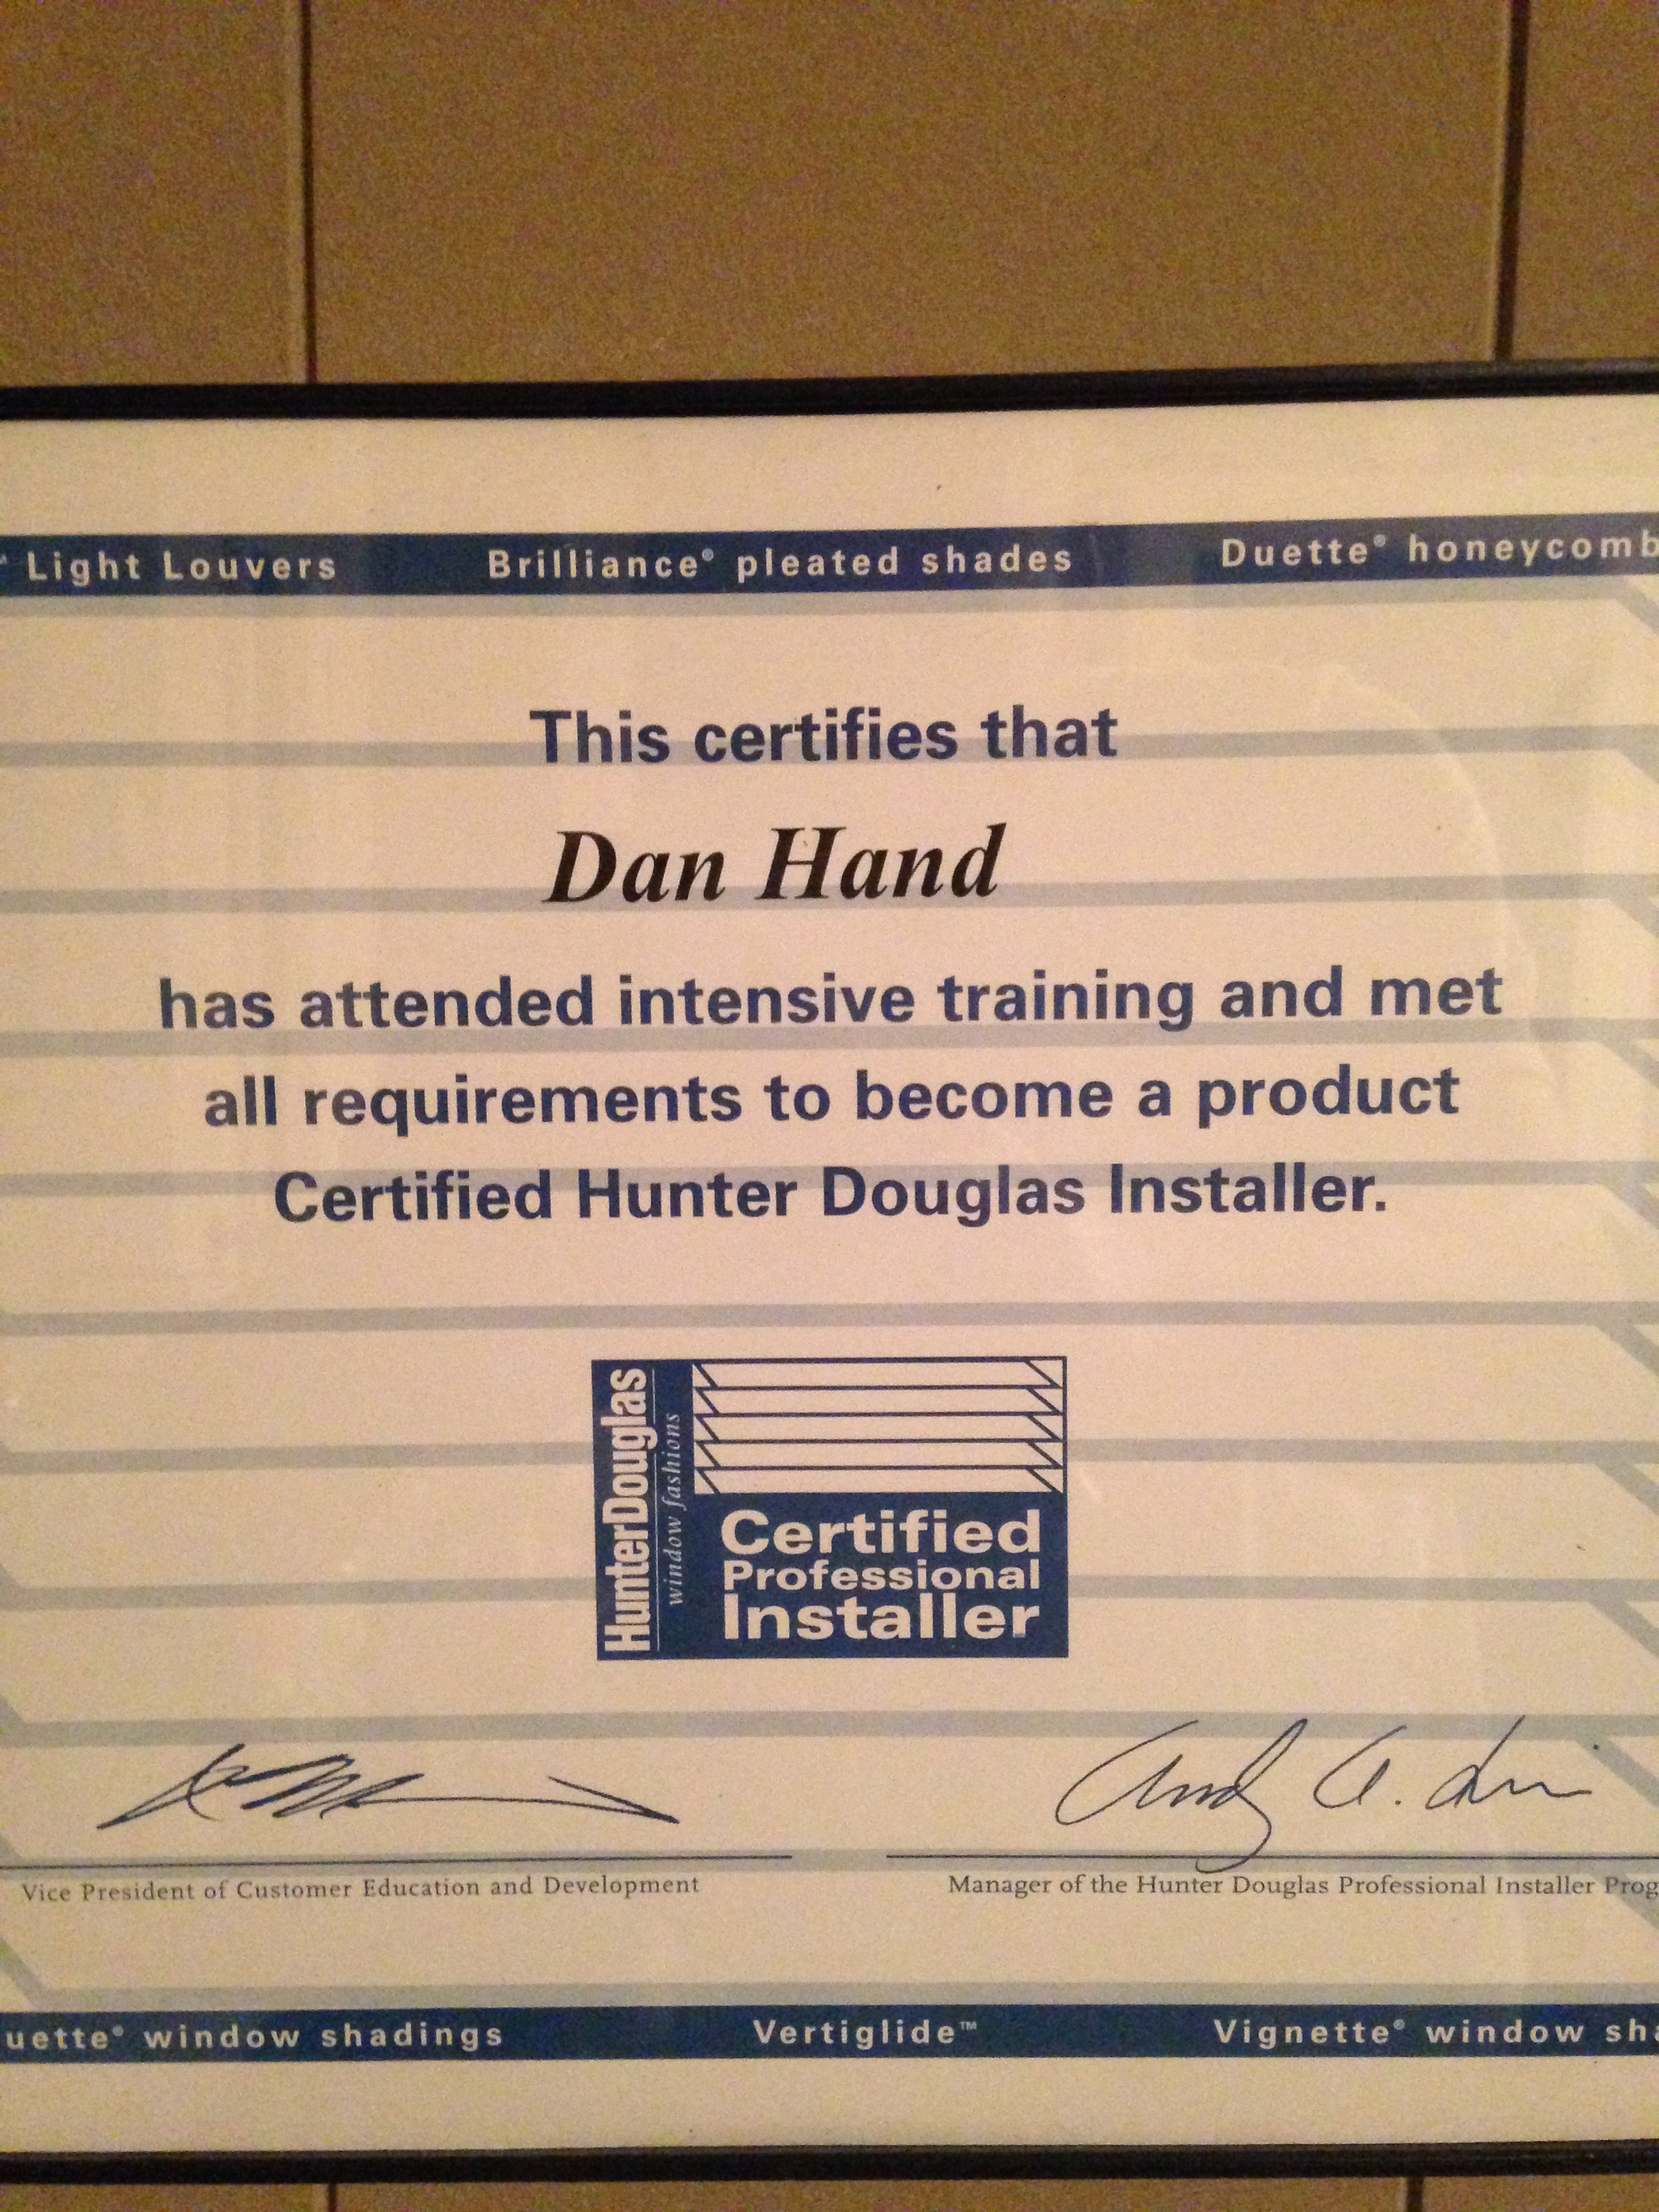 Light Louvers Brilliance® pleated shades Duette® honeycomb
This certifies that
Dan Hand
has attended intensive training and met
all requirements to become a product
Certified Hunter Douglas Installer.
HunterDouglas
window fashions
Certified
Professional
Installer
Vice President of Customer Education and Development
Manager of the Hunter Douglas Professional Installer Prog
uette® window shadings Vertiglide™ Vignette® window sha